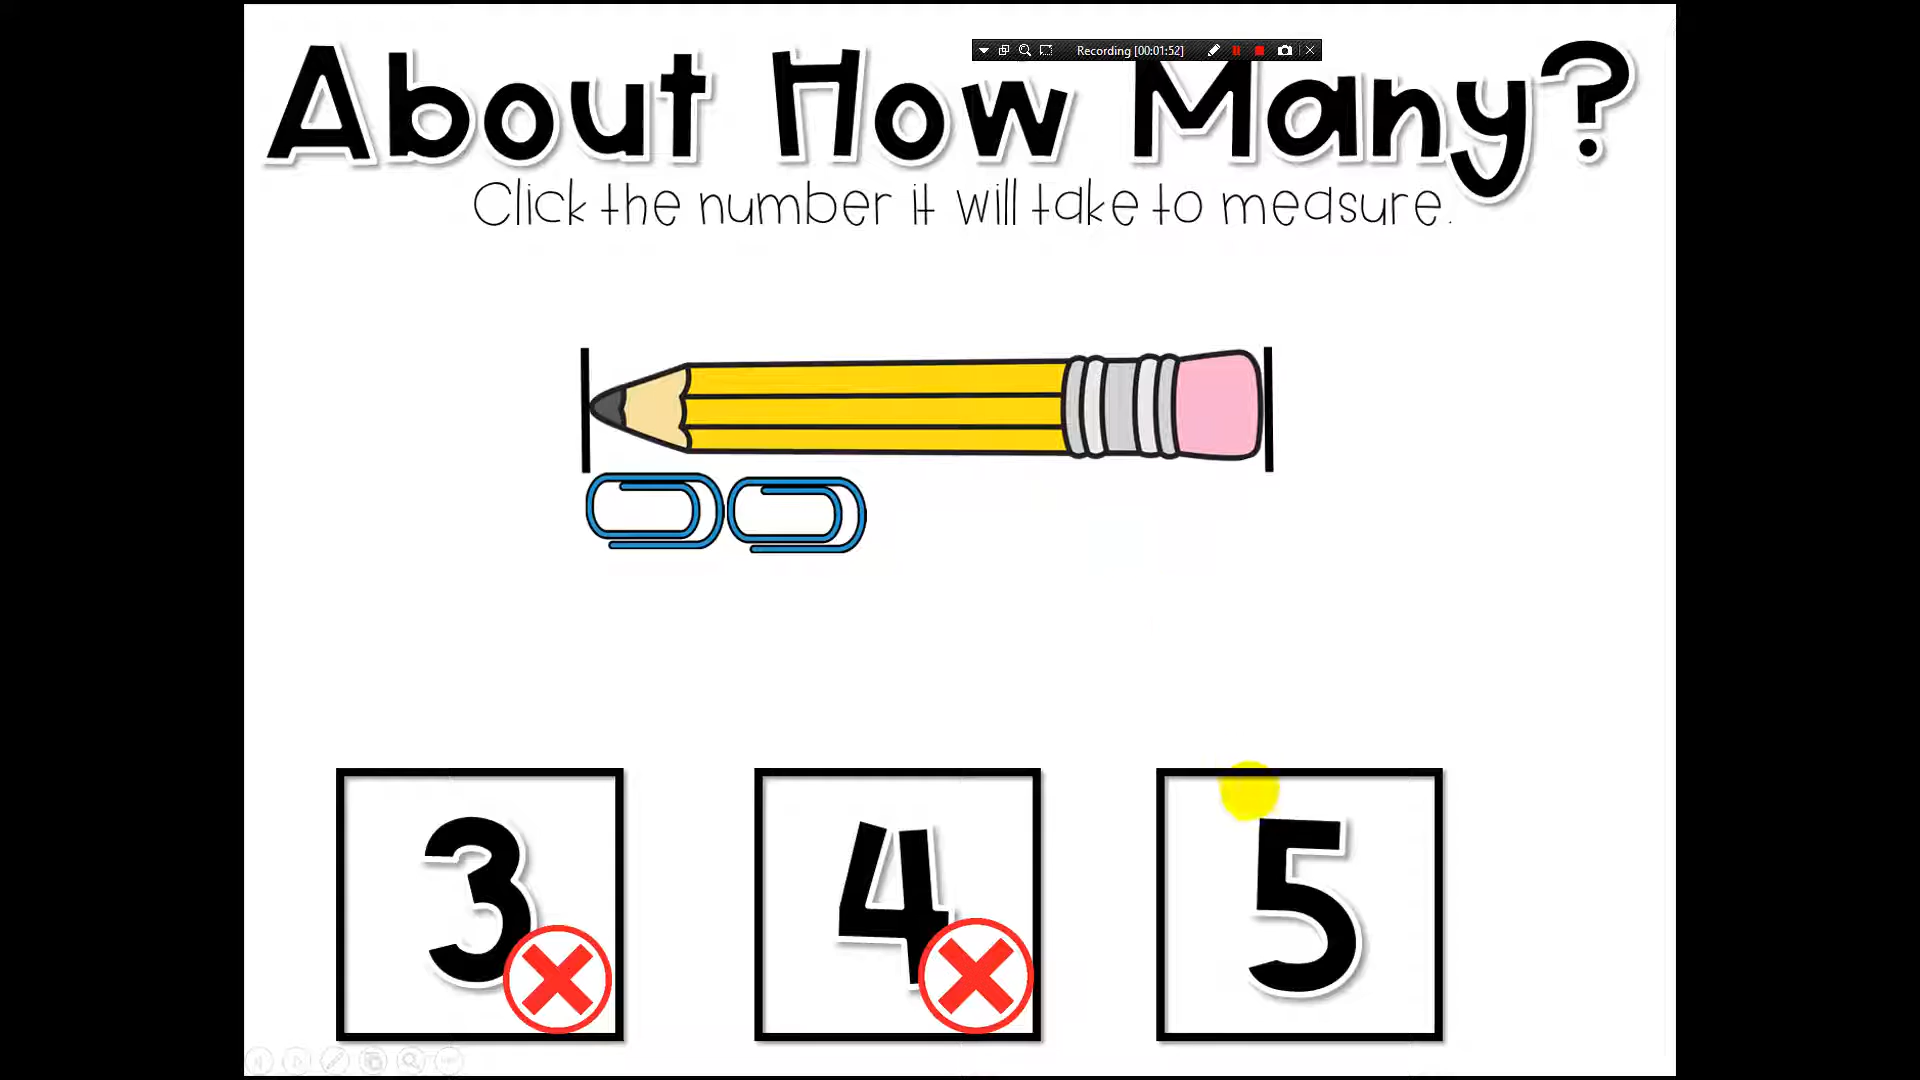 Recording [00:01:52]
About How Many?
Click the number it will take to measure.
3 4 5